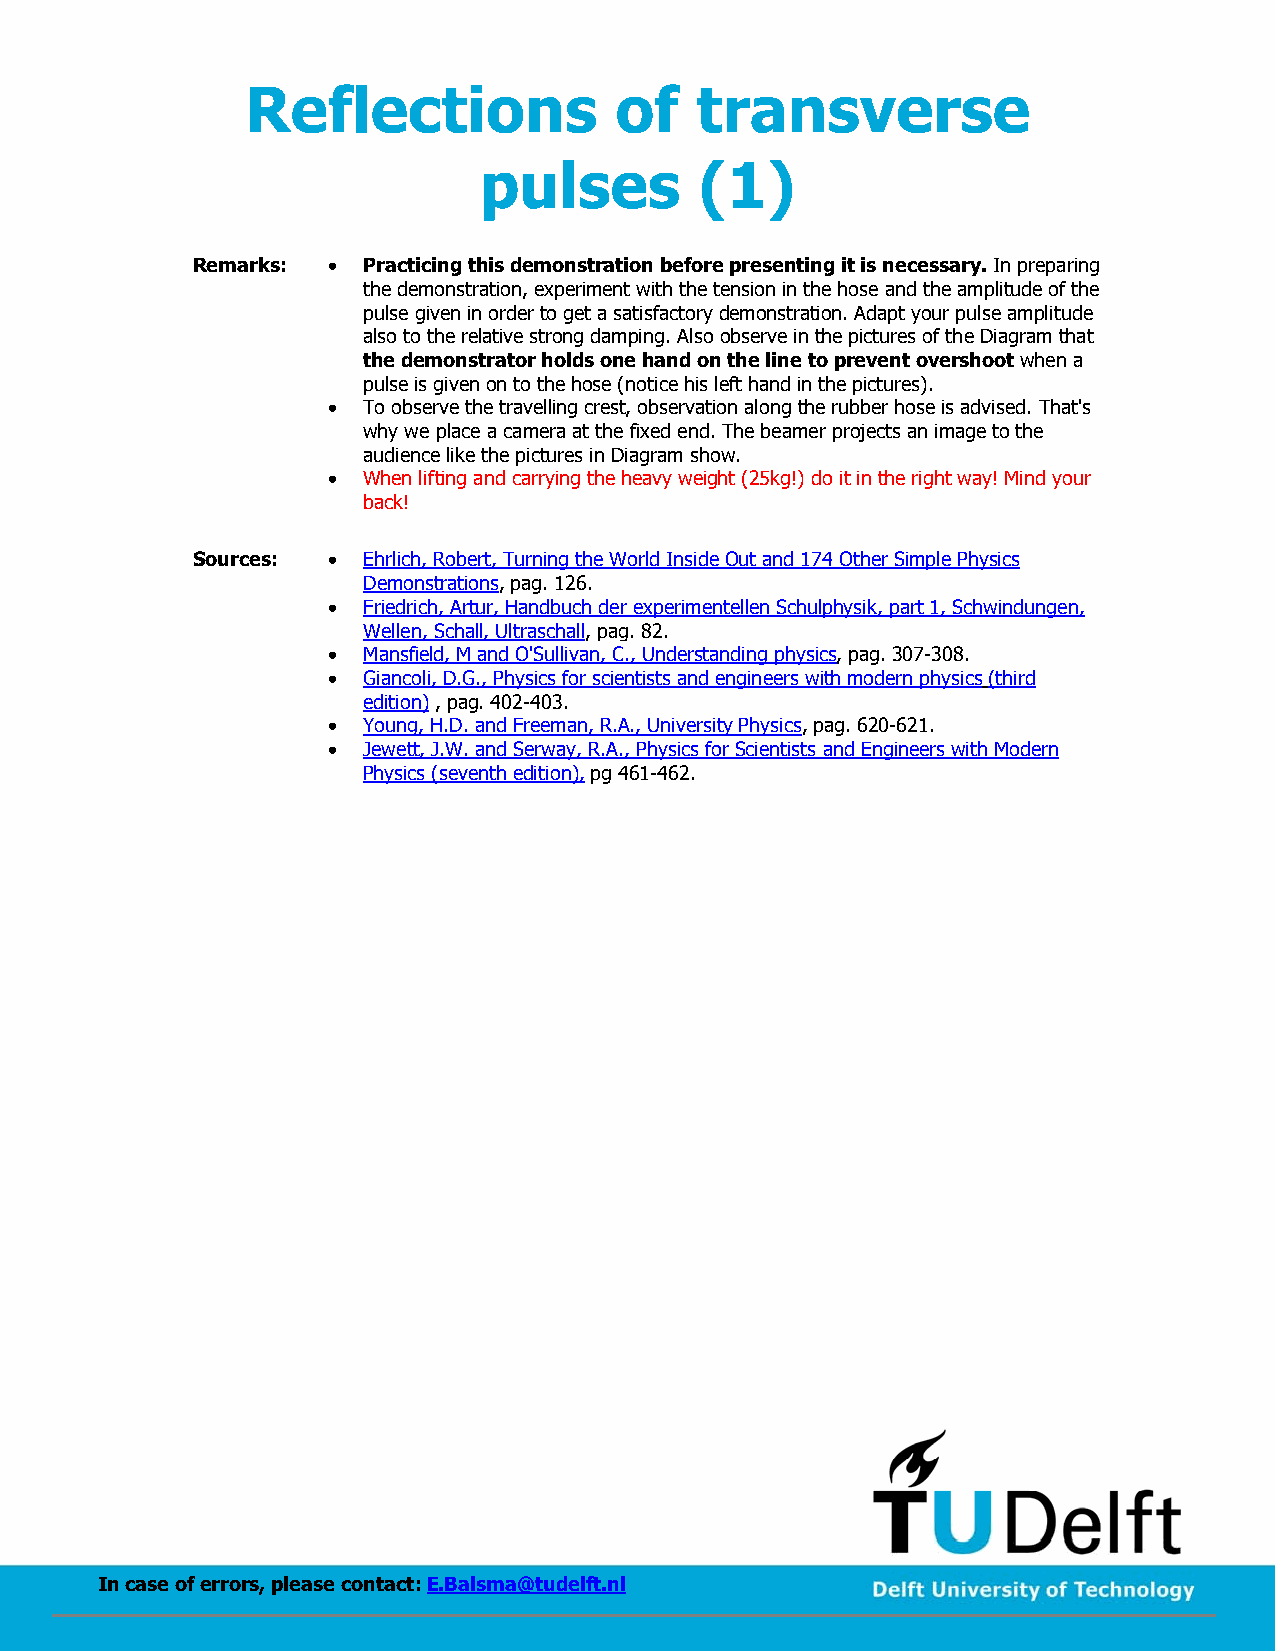 Reflections of transverse
pulses (1)
Remarks: • Practicing this demonstration before presenting it is necessary. In preparing
the demonstration, experiment with the tension in the hose and the amplitude of the
pulse given in order to get a satisfactory demonstration. Adapt your pulse amplitude
also to the relative strong damping. Also observe in the pictures of the Diagram that
the demonstrator holds one hand on the line to prevent overshoot when a
pulse is given on to the hose (notice his left hand in the pictures).
• To observe the travelling crest, observation along the rubber hose is advised. That's
why we place a camera at the fixed end. The beamer projects an image to the
audience like the pictures in Diagram show.
• When lifting and carrying the heavy weight (25kg!) do it in the right way! Mind your
back!
Sources: • Ehrlich, Robert, Turning the World Inside Out and 174 Other Simple Physics
Demonstrations, pag. 126.
• Friedrich, Artur, Handbuch der experimentellen Schulphysik, part 1, Schwindungen,
Wellen, Schall, Ultraschall, pag. 82.
• Mansfield, M and O'Sullivan, C., Understanding physics, pag. 307-308.
• Giancoli, D.G., Physics for scientists and engineers with modern physics (third
edition) , pag. 402-403.
• Young, H.D. and Freeman, R.A., University Physics, pag. 620-621.
• Jewett, J.W. and Serway, R.A., Physics for Scientists and Engineers with Modern
Physics (seventh edition), pg 461-462.
TUDelft
In case of errors, please contact: E.Balsma@tudelft.nl
Delft University of Technology